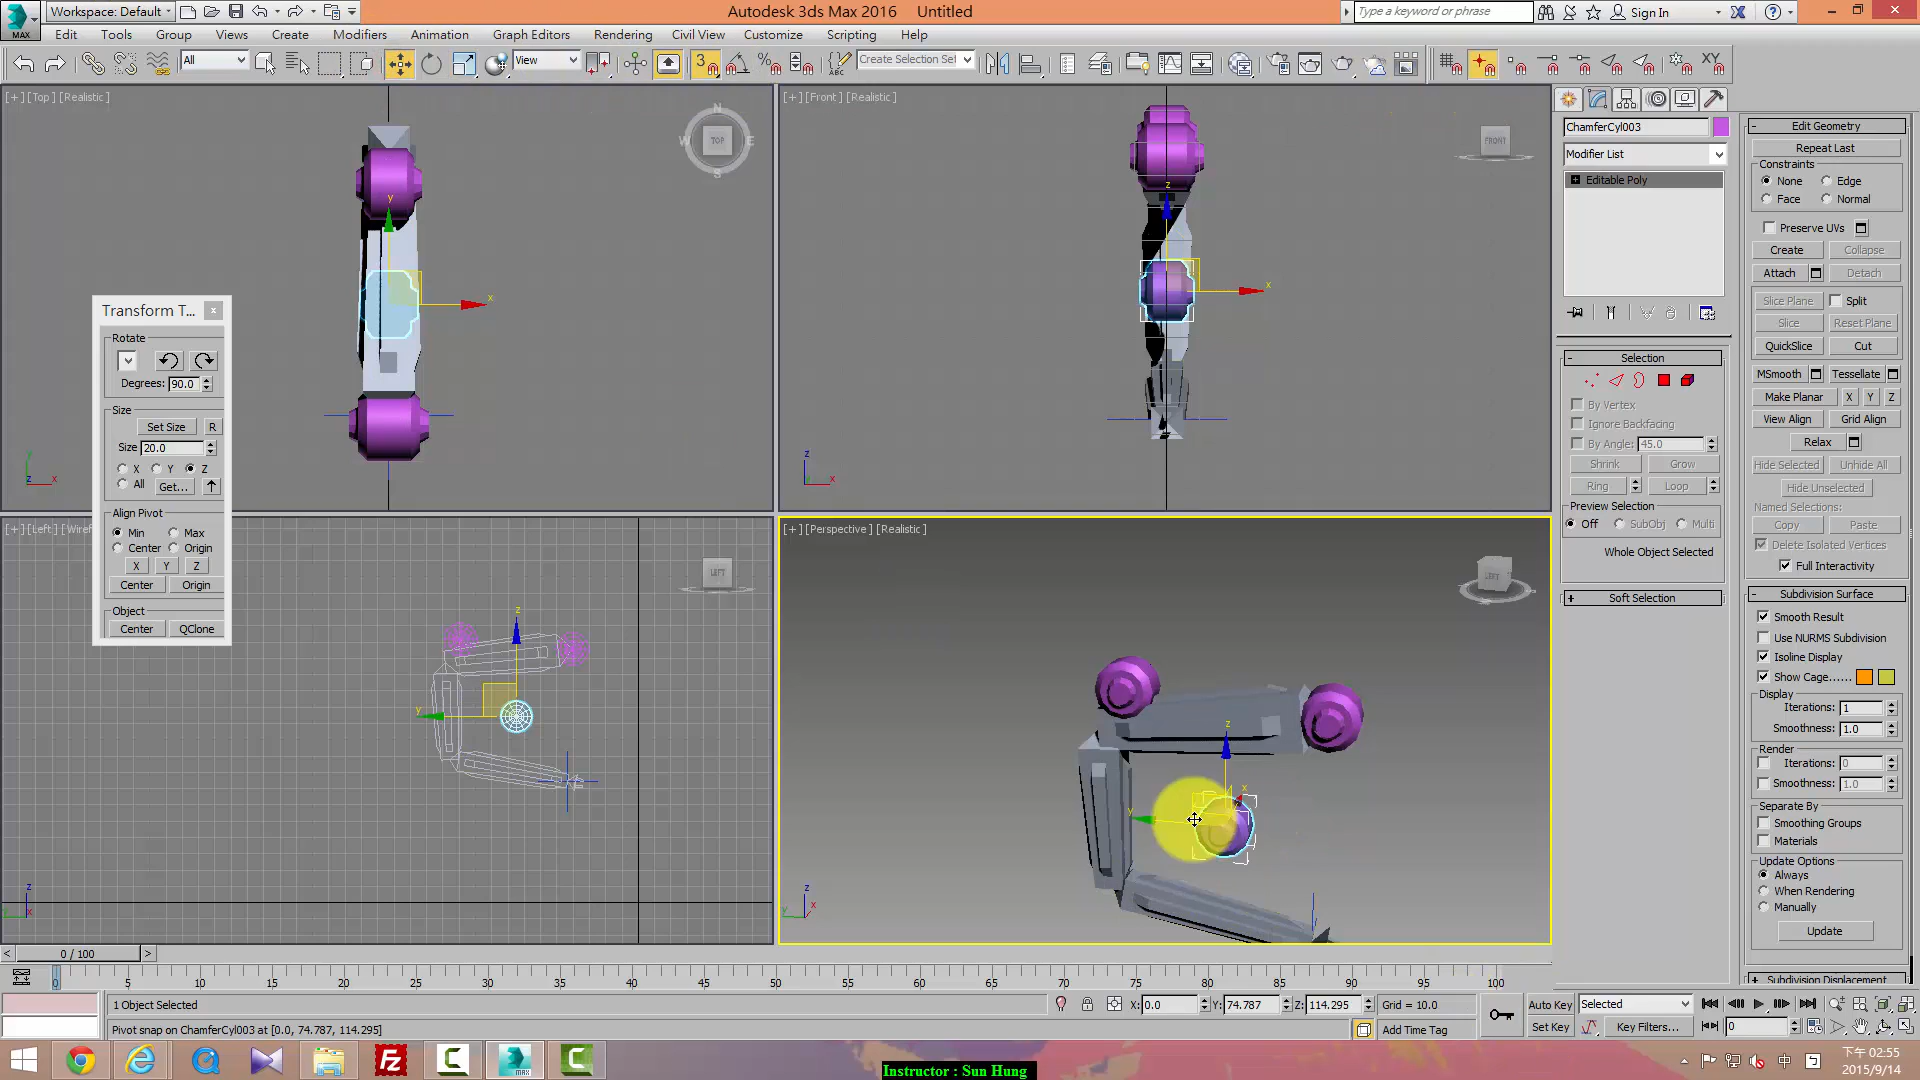 MAX
Workspace: Default
Autodesk 3ds Max 2016 Untitled
Type a keyword or phrase
Sign In
Edit Tools Group Views Create Modifiers Animation Graph Editors Rendering Civil View Customize Scripting Help
All
View
3
Create Selection Sel
XY
[+] [Top] [Realistic]
N
W TOP E
S
y
x
[+] [Front] [Realistic]
FRONT
z
x
Transform T...
Rotate
Degrees: 90.0
Size
Set Size R
Size 20.0
X Y Z
All Get...
Align Pivot
Min Max
Center Origin
X Y Z
Center Origin
Object
Center QClone
[+] [Left]
LEFT
z
y
[+] [Perspective] [Realistic]
LEFT
z
x
y
ChamferCyl003
Modifier List
Editable Poly
Selection
By Vertex
Ignore Backfacing
By Angle: 45.0
Shrink Grow
Ring Loop
Preview Selection
Off SubObj Multi
Whole Object Selected
Soft Selection
Edit Geometry
Repeat Last
Constraints
None Edge
Face Normal
Preserve UVs
Create Collapse
Attach Detach
Slice Plane Split
Slice Reset Plane
QuickSlice Cut
MSmooth Tessellate
Make Planar X Y Z
View Align Grid Align
Relax
Hide Selected Unhide All
Hide Unselected
Named Selections:
Copy Paste
Delete Isolated Vertices
Full Interactivity
Subdivision Surface
Smooth Result
Use NURMS Subdivision
Isoline Display
Show Cage......
Display
Iterations: 1
Smoothness: 1.0
Render
Iterations: 0
Smoothness: 1.0
Separate By
Smoothing Groups
Materials
Update Options
Always
When Rendering
Manually
Update
Subdivision Displacement
< 0 / 100 >
0 5 10 15 20 25 30 35 40 45 50 55 60 65 70 75 80 85 90 95 100
1 Object Selected
X: 0.0 Y: 74.787 Z: 114.295 Grid = 10.0
Auto Key Selected
Pivot snap on ChamferCyl003 at [0.0, 74.787, 114.295]
Add Time Tag
Set Key Key Filters... 0
Instructor : Sun Hung
中
下午 02:55
2015/9/14